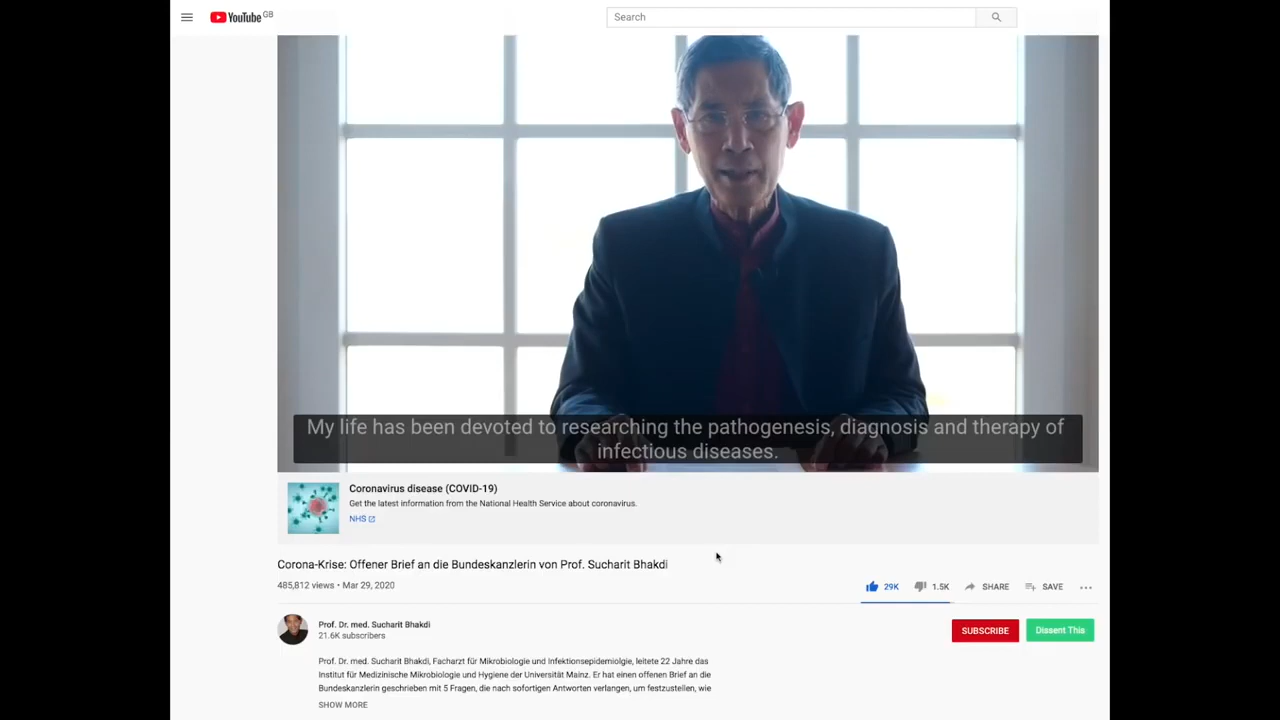 YouTube GB
Search
My life has been devoted to researching the pathogenesis, diagnosis and therapy of
infectious diseases.
Coronavirus disease (COVID-19)
Get the latest information from the National Health Service about coronavirus.
NHS
Corona-Krise: Offener Brief an die Bundeskanzlerin von Prof. Sucharit Bhakdi
485,812 views • Mar 29, 2020
29K 1.5K SHARE SAVE
Prof. Dr. med. Sucharit Bhakdi
21.6K subscribers
SUBSCRIBE
Dissent This
Prof. Dr. med. Sucharit Bhakdi, Facharzt für Mikrobiologie und Infektionsepidemiolgie, leitete 22 Jahre das
Institut für Medizinische Mikrobiologie und Hygiene der Universität Mainz. Er hat einen offenen Brief an die
Bundeskanzlerin geschrieben mit 5 Fragen, die nach sofortigen Antworten verlangen, um festzustellen, wie
SHOW MORE